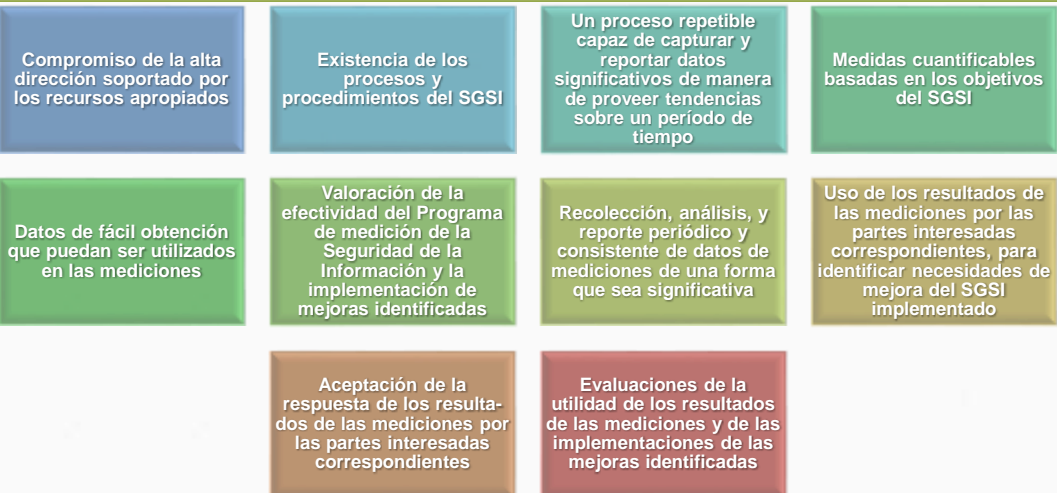 Compromiso de la alta
dirección soportado por
los recursos apropiados
Existencia de los
procesos y
procedimientos del SGSI
Un proceso repetible
capaz de capturar y
reportar datos
significativos de manera
de proveer tendencias
sobre un período de
tiempo
Medidas cuantificables
basadas en los objetivos
del SGSI
Datos de fácil obtención
que puedan ser utilizados
en las mediciones
Valoración de la
efectividad del Programa
de medición de la
Seguridad de la
Información y la
implementación de
mejoras identificadas
Recolección, análisis, y
reporte periódico y
consistente de datos de
mediciones de una forma
que sea significativa
Uso de los resultados de
las mediciones por las
partes interesadas
correspondientes, para
identificar necesidades de
mejora del SGSI
implementado
Aceptación de la
respuesta de los resulta-
dos de las mediciones por
las partes interesadas
correspondientes
Evaluaciones de la
utilidad de los resultados
de las mediciones y de las
implementaciones de las
mejoras identificadas